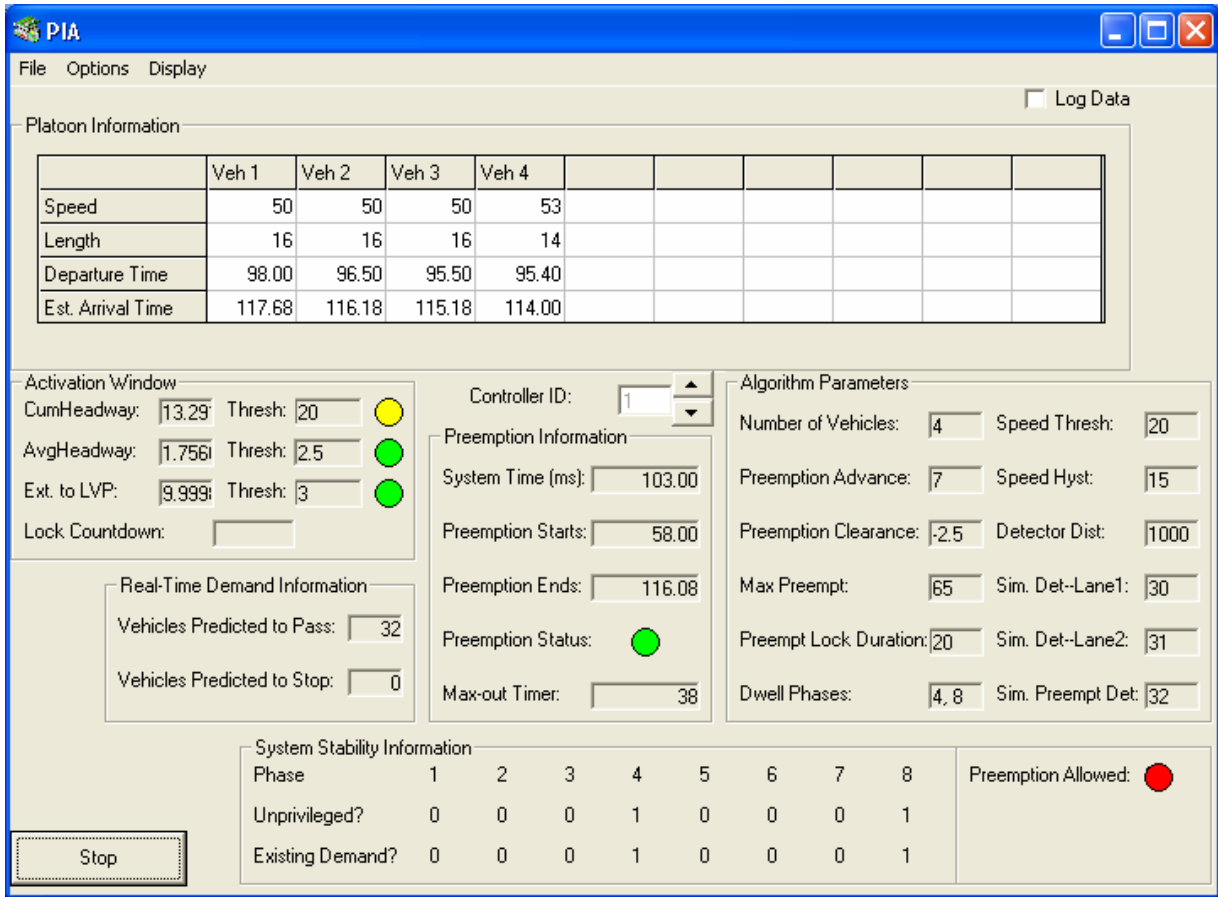 PIA
File Options Display
Log Data
Platoon Information
Veh 1 Veh 2 Veh 3 Veh 4
Speed 50 50 50 53
Length 16 16 16 14
Departure Time 98.00 96.50 95.50 95.40
Est. Arrival Time 117.68 116.18 115.18 114.00
Activation Window
CumHeadway: 13.29 Thresh: 20
AvgHeadway: 1.756 Thresh: 2.5
Ext. to LVP: 9.999 Thresh: 3
Lock Countdown:
Real-Time Demand Information
Vehicles Predicted to Pass: 32
Vehicles Predicted to Stop: 0
Controller ID: 1
Preemption Information
System Time (ms): 103.00
Preemption Starts: 58.00
Preemption Ends: 116.08
Preemption Status:
Max-out Timer: 38
Algorithm Parameters
Number of Vehicles: 4 Speed Thresh: 20
Preemption Advance: 7 Speed Hyst: 15
Preemption Clearance: -2.5 Detector Dist: 1000
Max Preempt: 65 Sim. Det--Lane1: 30
Preempt Lock Duration: 20 Sim. Det--Lane2: 31
Dwell Phases: 4, 8 Sim. Preempt Det: 32
System Stability Information
Phase 1 2 3 4 5 6 7 8
Unprivileged? 0 0 0 1 0 0 0 1
Existing Demand? 0 0 0 1 0 0 0 1
Preemption Allowed:
Stop